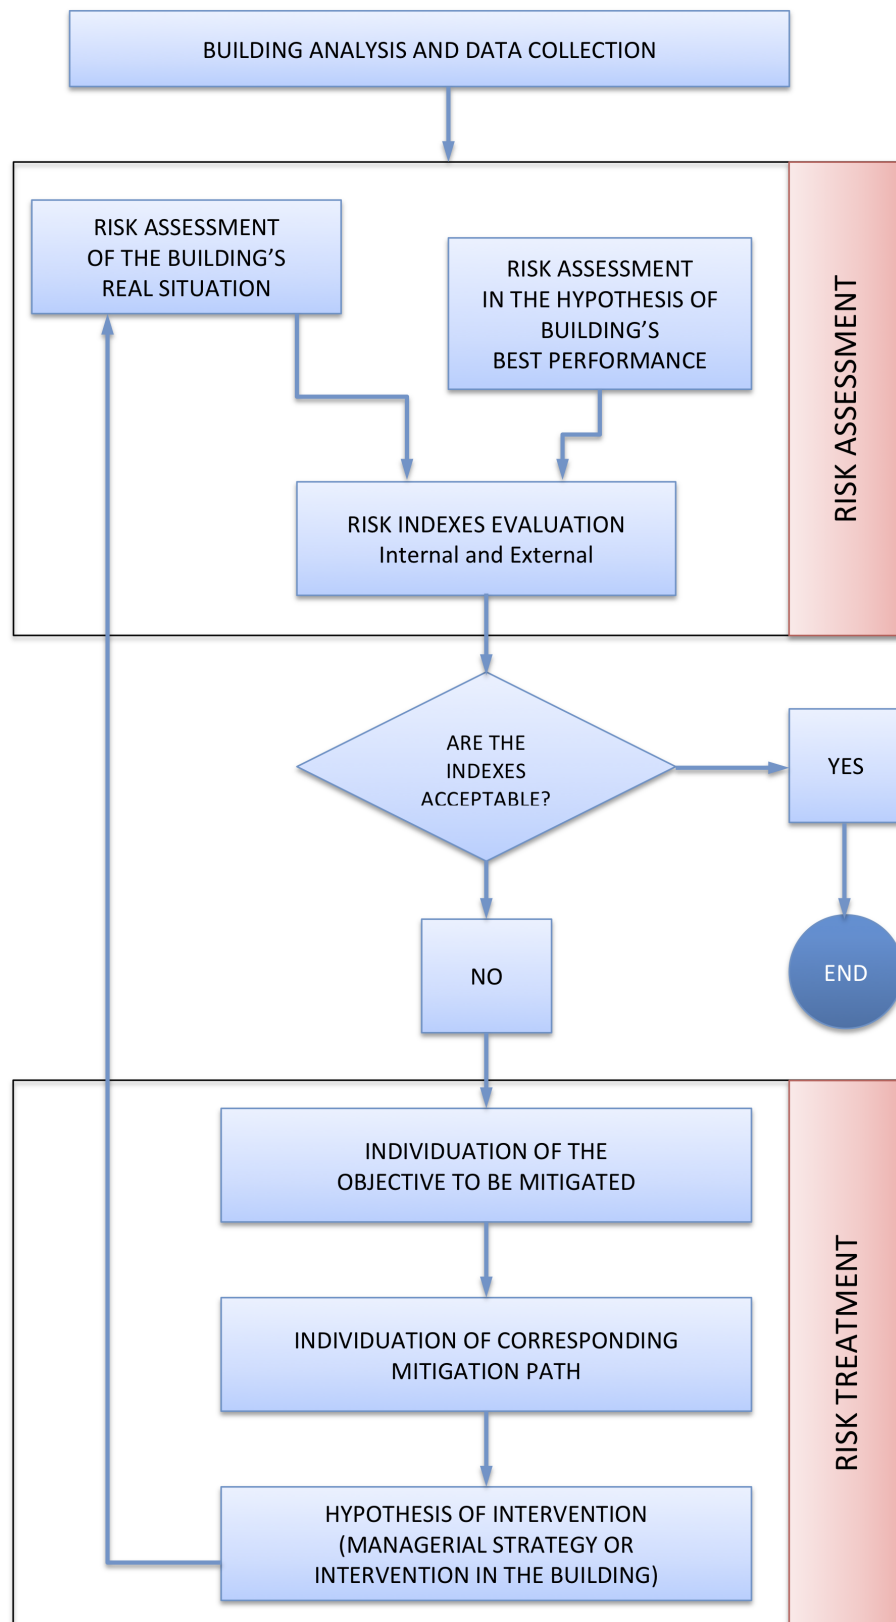 BUILDING ANALYSIS AND DATA COLLECTION
RISK ASSESSMENT
OF THE BUILDING’S
REAL SITUATION
RISK ASSESSMENT
IN THE HYPOTHESIS OF
BUILDING’S
BEST PERFORMANCE
RISK INDEXES EVALUATION
Internal and External
RISK ASSESSMENT
ARE THE
INDEXES
ACCEPTABLE?
YES
NO
END
INDIVIDUATION OF THE
OBJECTIVE TO BE MITIGATED
INDIVIDUATION OF CORRESPONDING
MITIGATION PATH
HYPOTHESIS OF INTERVENTION
(MANAGERIAL STRATEGY OR
INTERVENTION IN THE BUILDING)
RISK TREATMENT